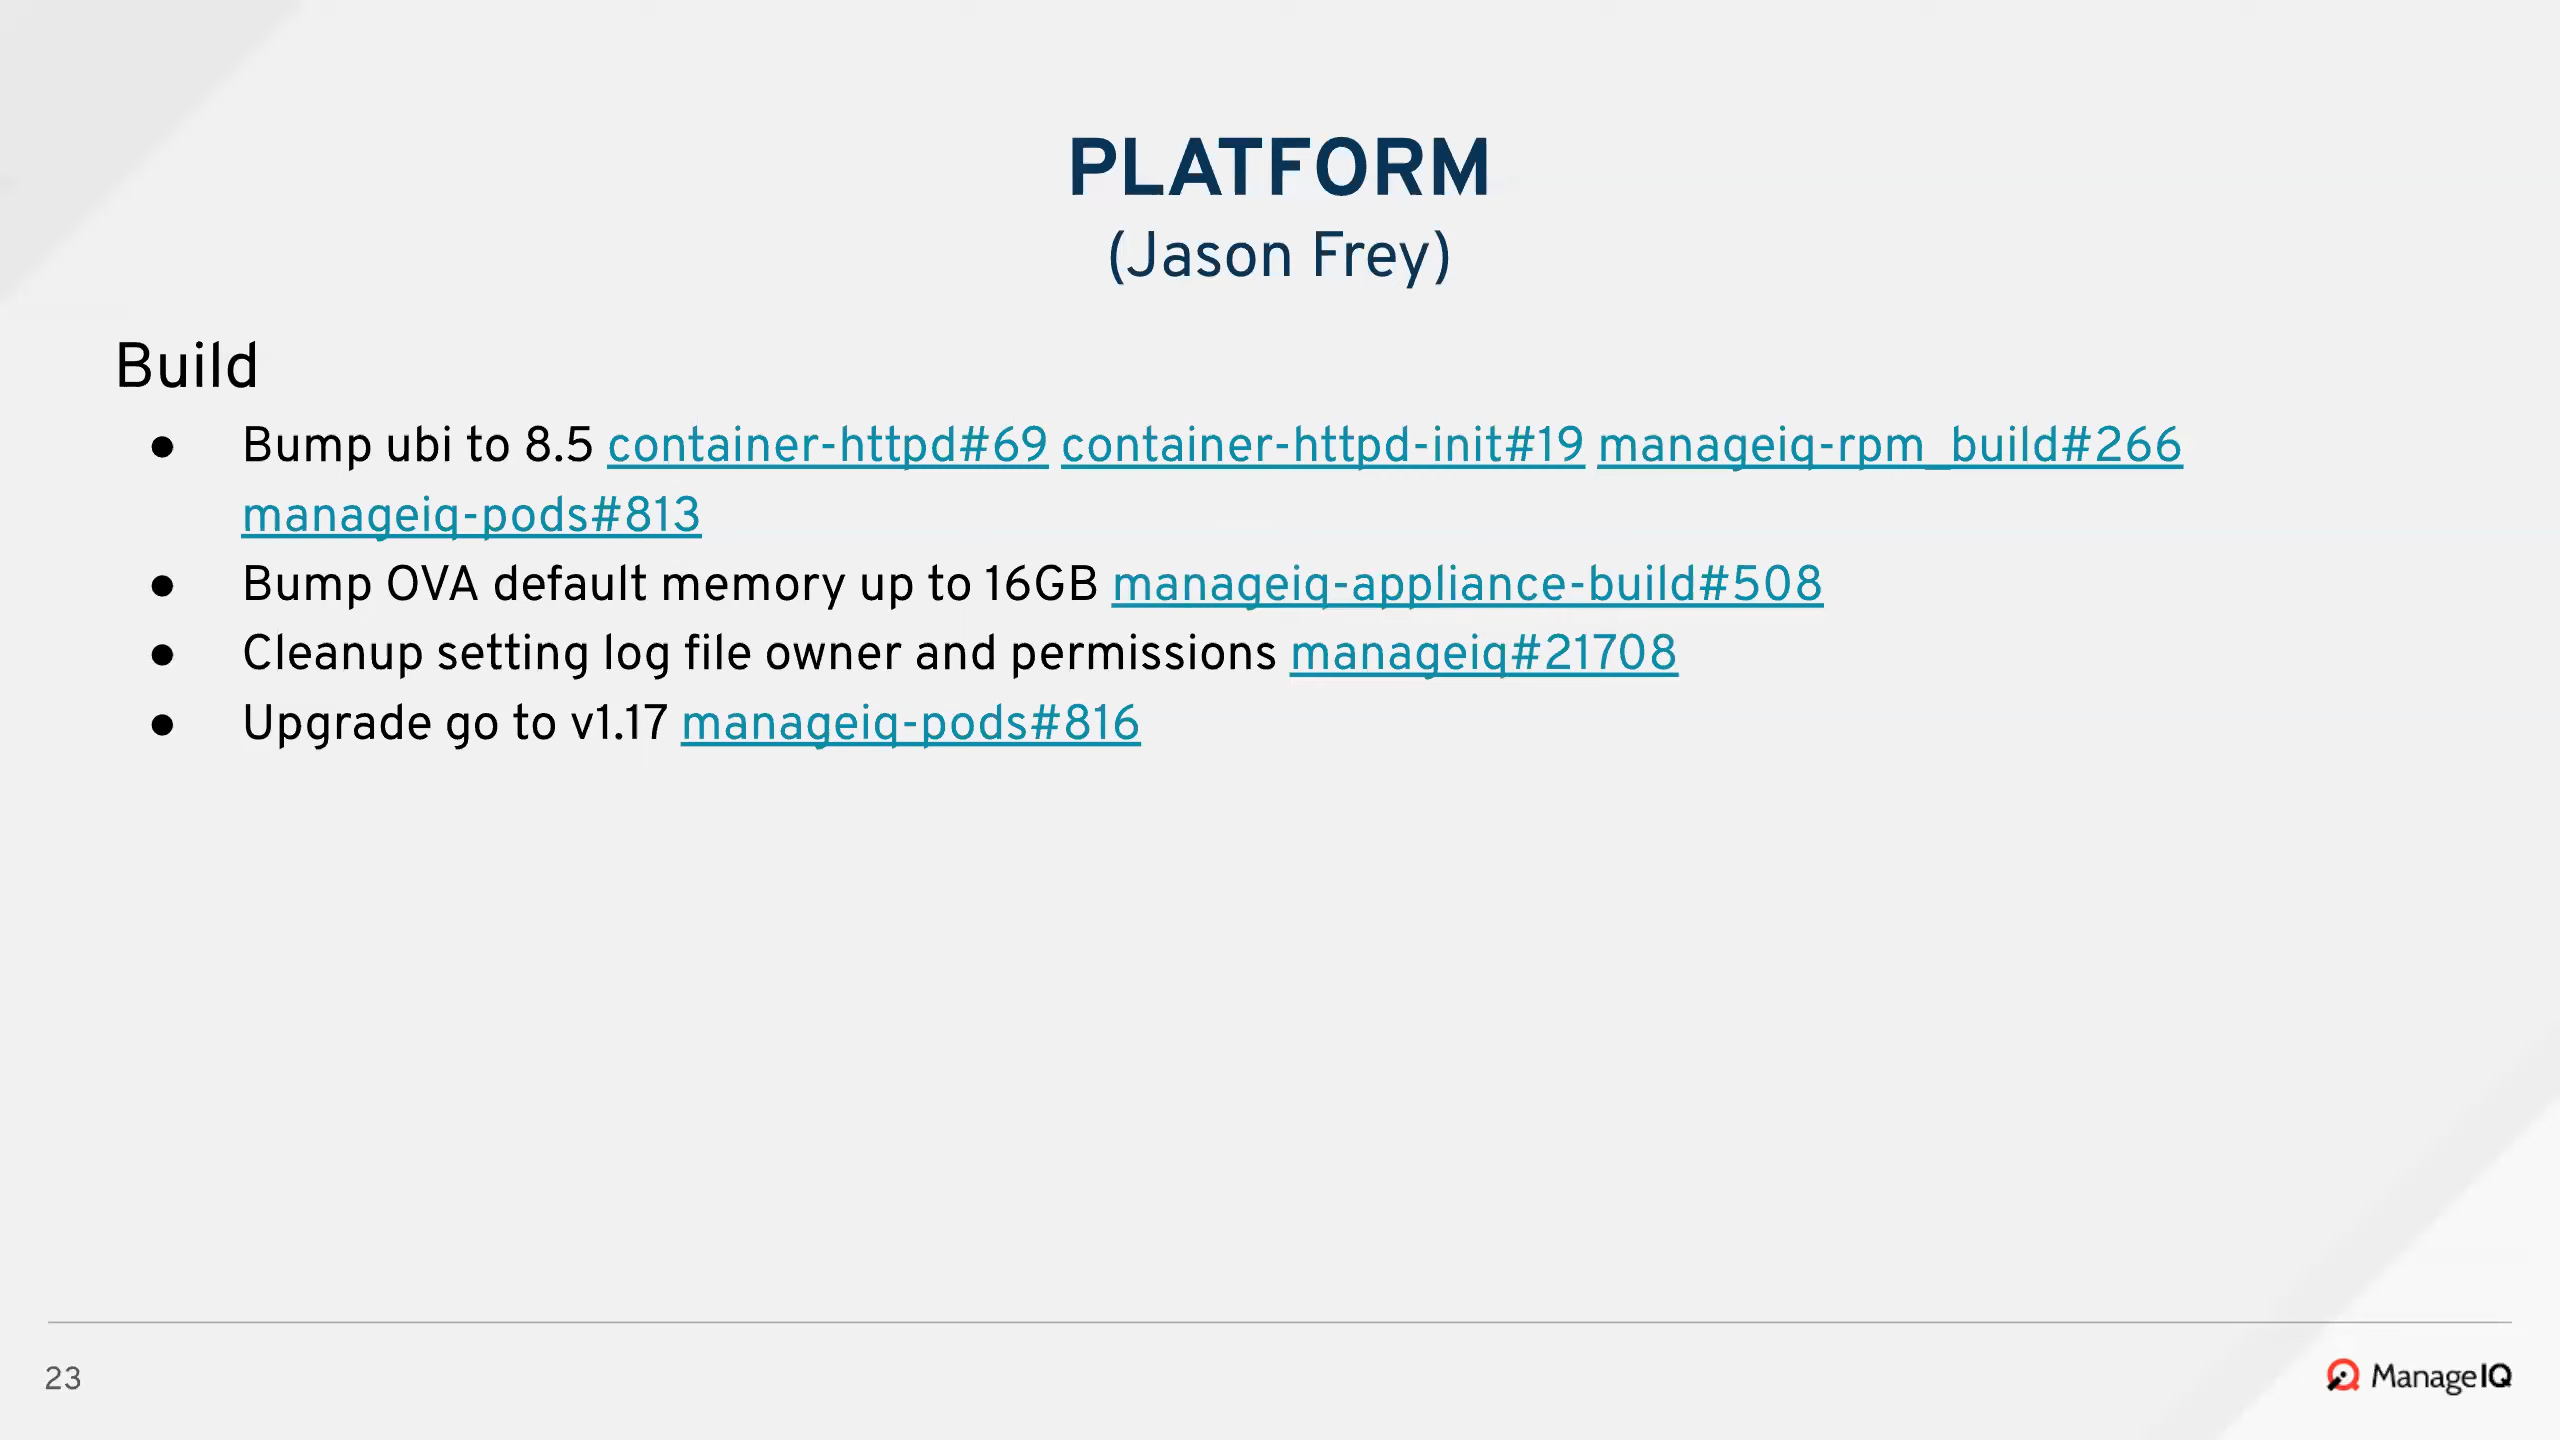 PLATFORM
(Jason Frey)
Build
● Bump ubi to 8.5 container-httpd#69 container-httpd-init#19 manageiq-rpm_build#266
manageiq-pods#813
● Bump OVA default memory up to 16GB manageiq-appliance-build#508
● Cleanup setting log file owner and permissions manageiq#21708
● Upgrade go to v1.17 manageiq-pods#816
23
ManageIQ